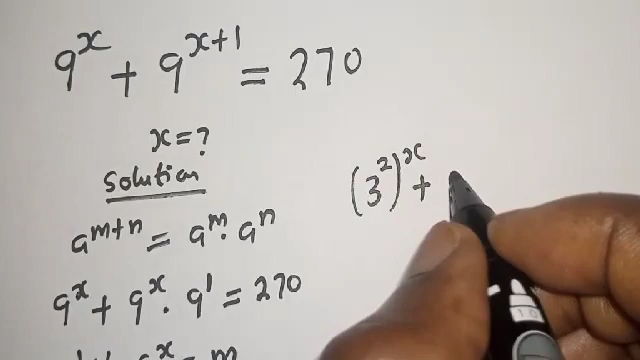 9^x + 9^{x+1} = 270
x = ?
Solution
a^{m+n} = a^m · a^n
9^x + 9^x · 9^1 = 270
(3^2)^x +